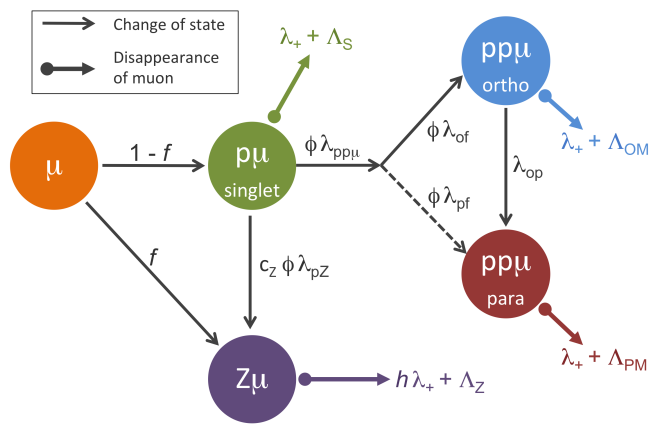 Change of state
Disappearance
of muon
λ₊ + Λ_S
ppμ
ortho
μ
1 - f
pμ
singlet
ϕ λ_ppμ
ϕ λ_of
λ₊ + Λ_OM
λ_op
ϕ λ_pf
f
c_Z ϕ λ_pZ
ppμ
para
λ₊ + Λ_PM
Zμ
h λ₊ + Λ_Z